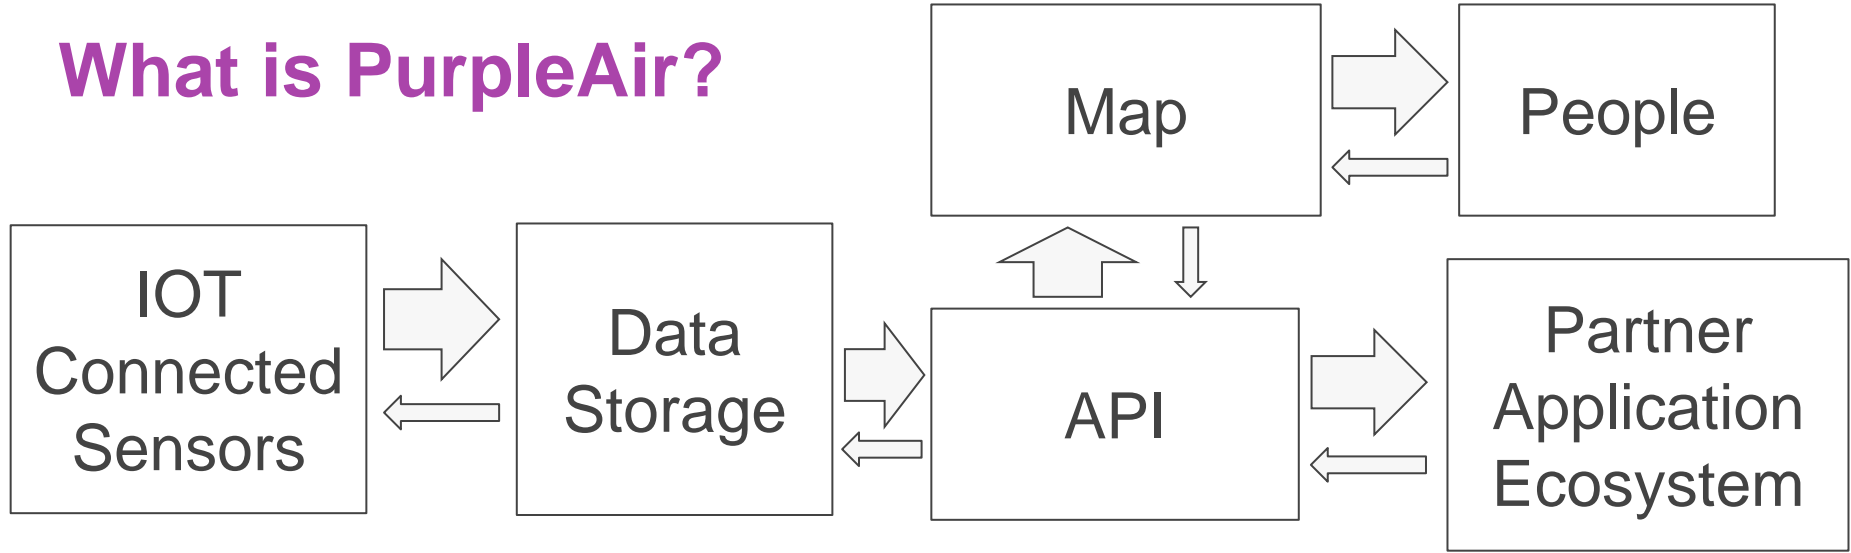 What is PurpleAir?
Map
People
IOT
Connected
Sensors
Data
Storage
API
Partner
Application
Ecosystem